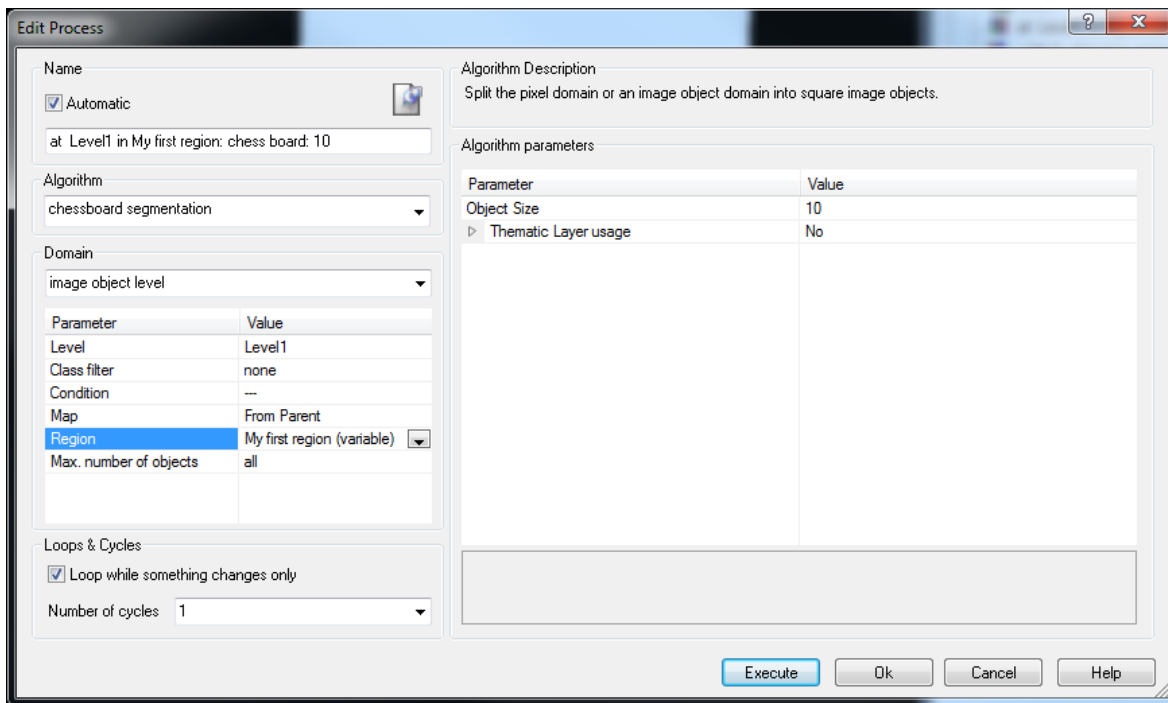 Edit Process
Name
Automatic
at Level1 in My first region: chess board: 10
Algorithm
chessboard segmentation
Domain
image object level
Parameter Value
Level Level1
Class filter none
Condition ---
Map From Parent
Region My first region (variable)
Max. number of objects all
Loops & Cycles
Loop while something changes only
Number of cycles 1
Algorithm Description
Split the pixel domain or an image object domain into square image objects.
Algorithm parameters
Parameter Value
Object Size 10
Thematic Layer usage No
Execute Ok Cancel Help